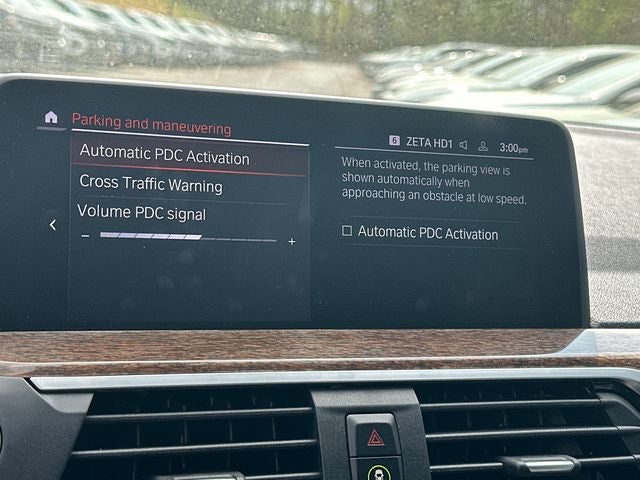 Parking and maneuvering
6 ZETA HD1 3:00pm
Automatic PDC Activation
Cross Traffic Warning
Volume PDC signal
- +
When activated, the parking view is
shown automatically when
approaching an obstacle at low speed.
Automatic PDC Activation